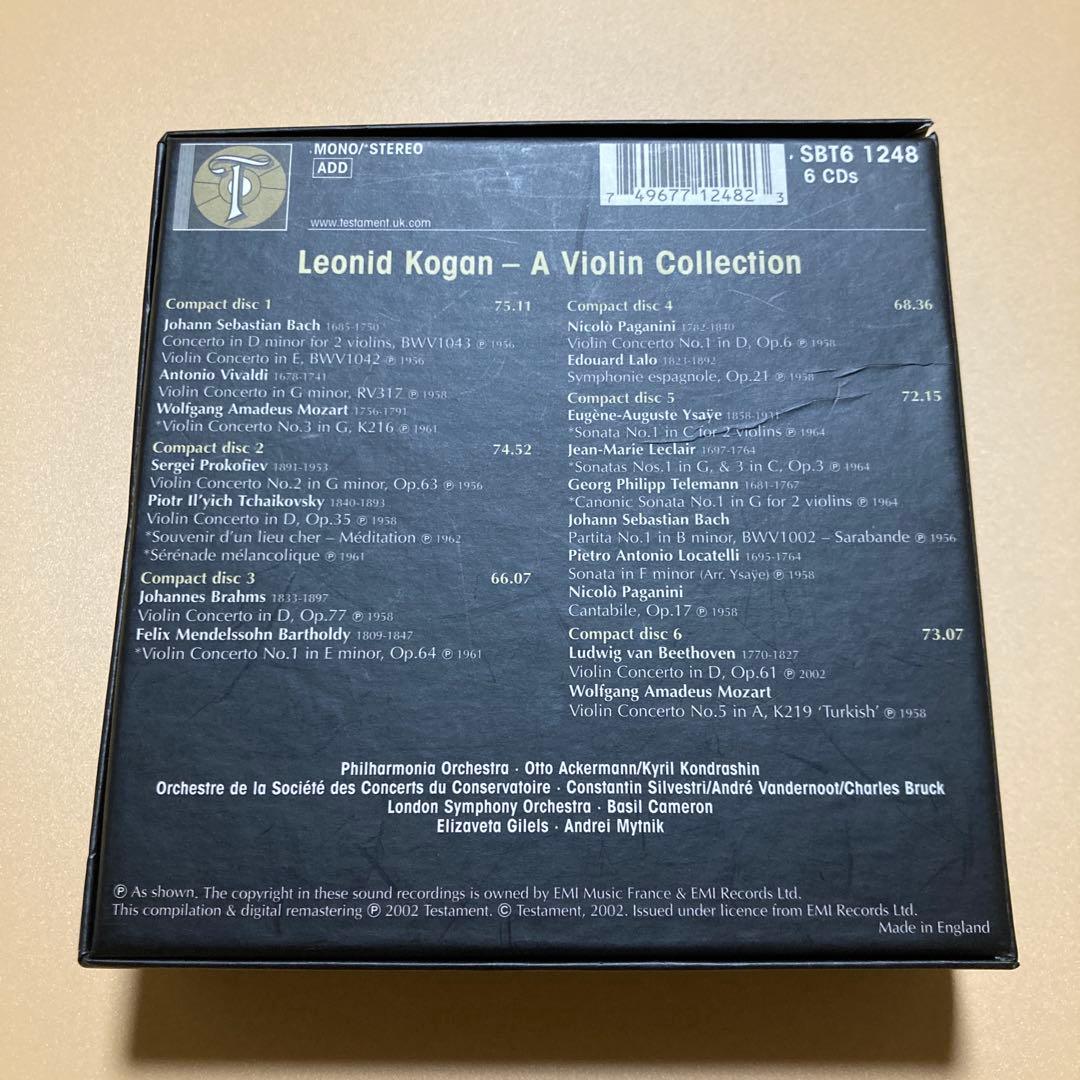 T
MONO/*STEREO
ADD
www.testament.uk.com
7 49677 12482 3
SBT6 1248
6 CDs
Leonid Kogan – A Violin Collection
Compact disc 1 75.11
Johann Sebastian Bach 1685-1750
Concerto in D minor for 2 violins, BWV1043 ℗ 1956
Violin Concerto in E, BWV1042 ℗ 1956
Antonio Vivaldi 1678-1741
Violin Concerto in G minor, RV317 ℗ 1958
Wolfgang Amadeus Mozart 1756-1791
*Violin Concerto No.3 in G, K216 ℗ 1961
Compact disc 2 74.52
Sergei Prokofiev 1891-1953
Violin Concerto No.2 in G minor, Op.63 ℗ 1956
Piotr Il'yich Tchaikovsky 1840-1893
Violin Concerto in D, Op.35 ℗ 1958
*Souvenir d'un lieu cher – Méditation ℗ 1962
*Sérénade mélancolique ℗ 1961
Compact disc 3 66.07
Johannes Brahms 1833-1897
Violin Concerto in D, Op.77 ℗ 1958
Felix Mendelssohn Bartholdy 1809-1847
*Violin Concerto No.1 in E minor, Op.64 ℗ 1961
Compact disc 4 68.36
Nicolò Paganini 1782-1840
Violin Concerto No.1 in D, Op.6 ℗ 1958
Edouard Lalo 1823-1892
Symphonie espagnole, Op.21 ℗ 1958
Compact disc 5 72.15
Eugène-Auguste Ysaÿe 1858-1931
*Sonata No.1 in C for 2 violins ℗ 1964
Jean-Marie Leclair 1697-1764
*Sonatas Nos.1 in G, & 3 in C, Op.3 ℗ 1964
Georg Philipp Telemann 1681-1767
*Canonic Sonata No.1 in G for 2 violins ℗ 1964
Johann Sebastian Bach
Partita No.1 in B minor, BWV1002 – Sarabande ℗ 1956
Pietro Antonio Locatelli 1695-1764
Sonata in F minor (Arr. Ysaÿe) ℗ 1958
Nicolò Paganini
Cantabile, Op.17 ℗ 1958
Compact disc 6 73.07
Ludwig van Beethoven 1770-1827
Violin Concerto in D, Op.61 ℗ 2002
Wolfgang Amadeus Mozart
Violin Concerto No.5 in A, K219 'Turkish' ℗ 1958
Philharmonia Orchestra · Otto Ackermann/Kyril Kondrashin
Orchestre de la Société des Concerts du Conservatoire · Constantin Silvestri/André Vandernoot/Charles Bruck
London Symphony Orchestra · Basil Cameron
Elizaveta Gilels · Andrei Mytnik
℗ As shown. The copyright in these sound recordings is owned by EMI Music France & EMI Records Ltd.
This compilation & digital remastering ℗ 2002 Testament. © Testament, 2002. Issued under licence from EMI Records Ltd.
Made in England